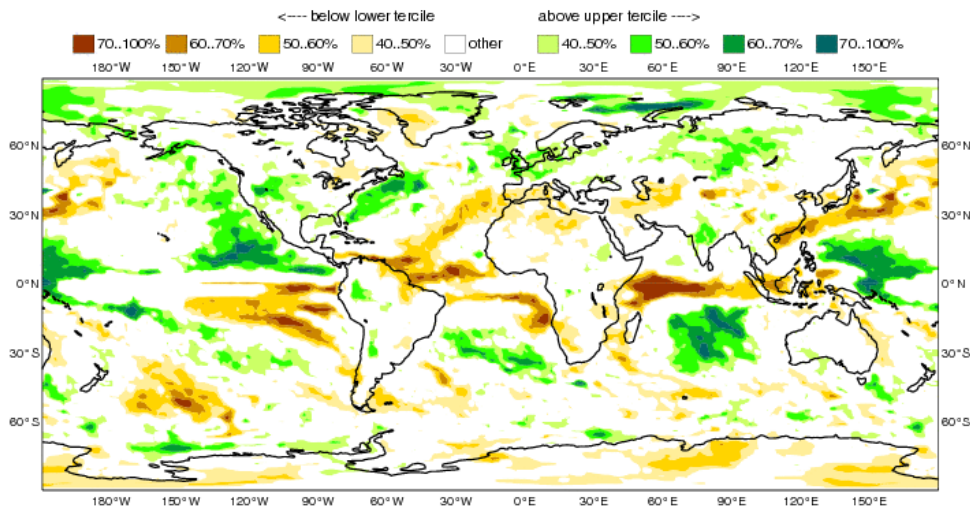 <---- below lower tercile above upper tercile ---->
70..100% 60..70% 50..60% 40..50% other 40..50% 50..60% 60..70% 70..100%
180°W 150°W 120°W 90°W 60°W 30°W 0°E 30°E 60°E 90°E 120°E 150°E
60°N 60°N
30°N 30°N
0°N 0°N
30°S 30°S
60°S 60°S
180°W 150°W 120°W 90°W 60°W 30°W 0°E 30°E 60°E 90°E 120°E 150°E